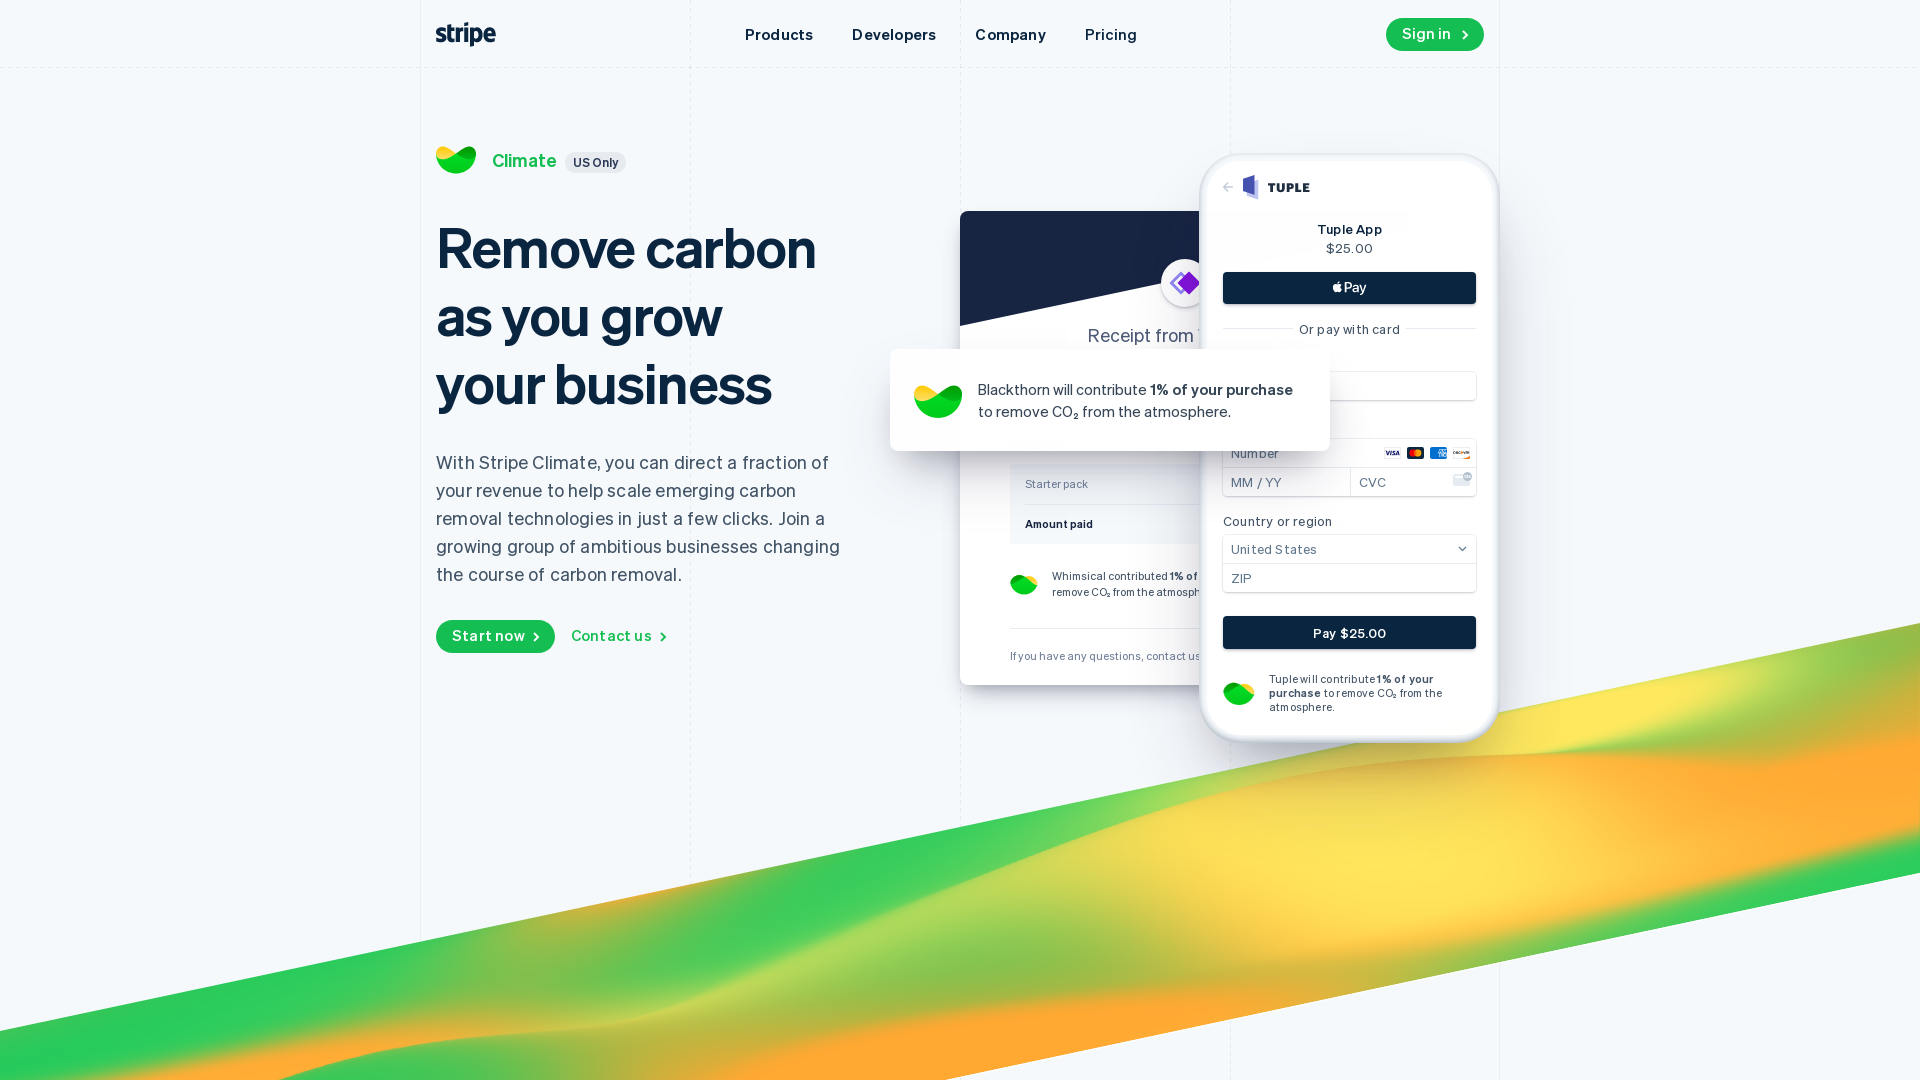 stripe
Products
Developers
Company
Pricing
Sign in
Climate
US Only
Remove carbon
as you grow
your business
With Stripe Climate, you can direct a fraction of
your revenue to help scale emerging carbon
removal technologies in just a few clicks. Join a
growing group of ambitious businesses changing
the course of carbon removal.
Start now
Contact us
Receipt from
Blackthorn will contribute 1% of your purchase
to remove CO₂ from the atmosphere.
Starter pack
Amount paid
Whimsical contributed 1% of
remove CO₂ from the atmosph
If you have any questions, contact us
TUPLE
Tuple App
$25.00
Pay
Or pay with card
Number
VISA
MM / YY
CVC
Country or region
United States
ZIP
Pay $25.00
Tuple will contribute 1% of your
purchase to remove CO₂ from the
atmosphere.